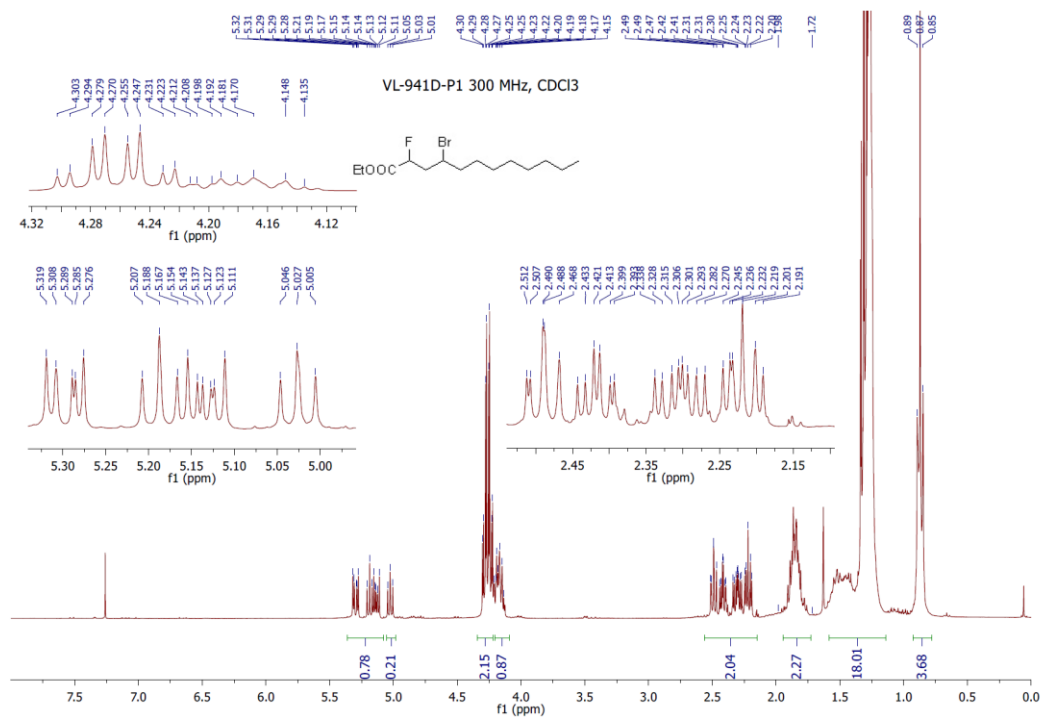 5.32 5.31 5.29 5.29 5.28 5.21 5.19 5.17 5.15 5.14 5.14 5.13 5.12 5.11 5.05 5.03 5.01 4.30 4.29 4.28 4.27 4.25 4.25 4.23 4.22 4.20 4.19 4.18 4.17 4.15 2.49 2.49 2.47 2.42 2.41 2.31 2.31 2.30 2.25 2.24 2.23 2.22 2.20 1.98 1.72 0.89 0.87 0.85
VL-941D-P1 300 MHz, CDCl3
4.303 4.294 4.279 4.270 4.255 4.247 4.231 4.223 4.212 4.208 4.198 4.192 4.181 4.170 4.148 4.135
F Br
EtOOC
4.32 4.28 4.24 4.20 4.16 4.12
f1 (ppm)
5.319 5.308 5.289 5.285 5.276 5.207 5.188 5.167 5.154 5.143 5.137 5.127 5.123 5.111 5.046 5.027 5.005
2.512 2.507 2.490 2.488 2.468 2.433 2.421 2.413 2.399 2.393 2.338 2.328 2.315 2.306 2.301 2.293 2.282 2.270 2.245 2.236 2.232 2.219 2.201 2.191
5.30 5.25 5.20 5.15 5.10 5.05 5.00
f1 (ppm)
2.45 2.35 2.25 2.15
f1 (ppm)
0.78 0.21 2.15 0.87 2.04 2.27 18.01 3.68
7.5 7.0 6.5 6.0 5.5 5.0 4.5 4.0 3.5 3.0 2.5 2.0 1.5 1.0 0.5 0.0
f1 (ppm)